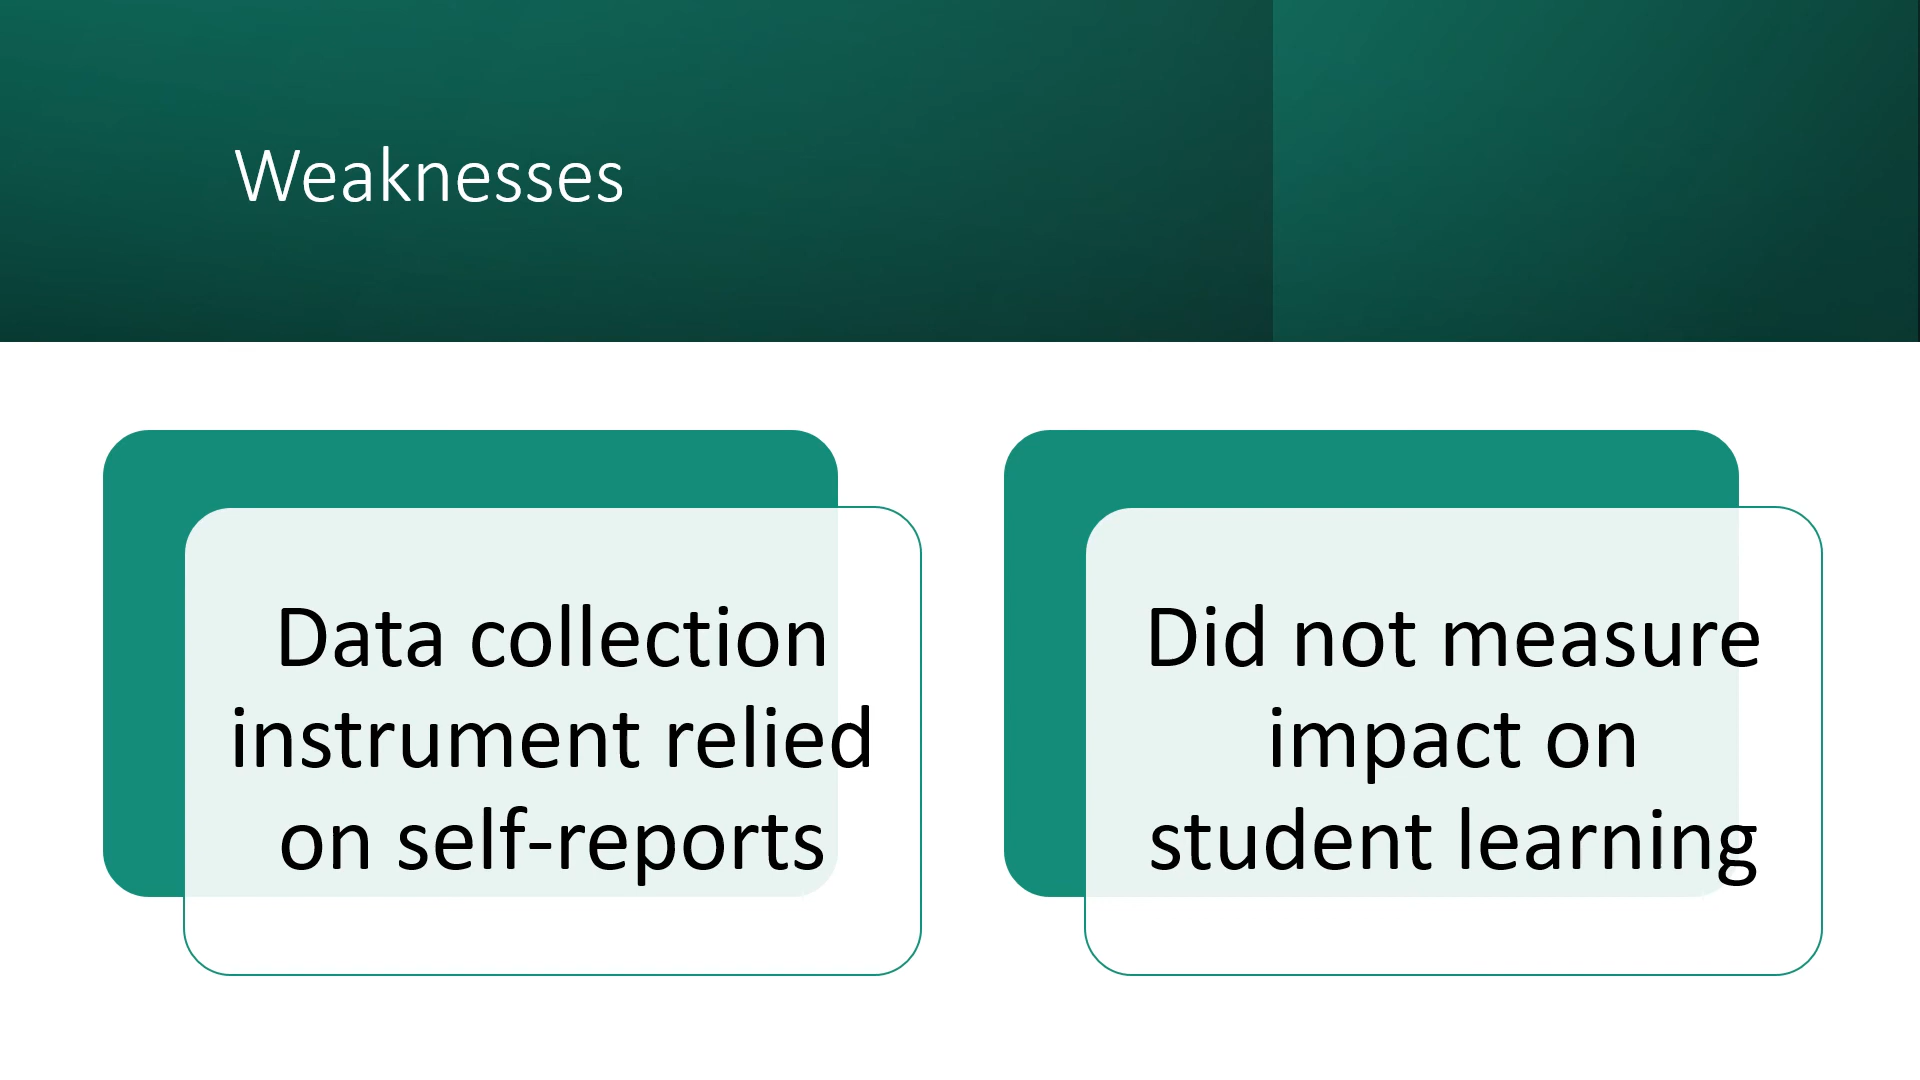 Weaknesses
Data collection
instrument relied
on self-reports
Did not measure
impact on
student learning